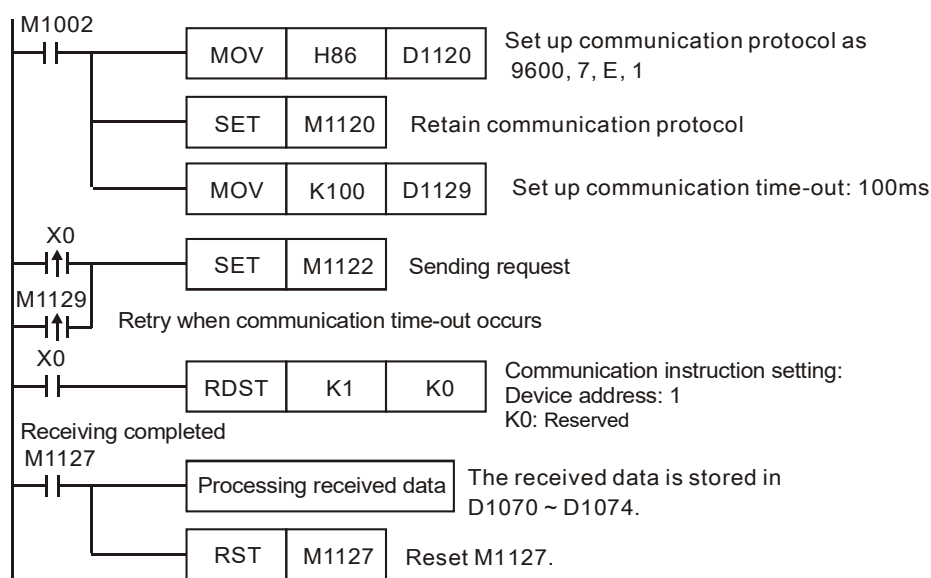 M1002
MOV H86 D1120 Set up communication protocol as
9600, 7, E, 1
SET M1120 Retain communication protocol
MOV K100 D1129 Set up communication time-out: 100ms
X0
SET M1122 Sending request
M1129
Retry when communication time-out occurs
X0
RDST K1 K0 Communication instruction setting:
Device address: 1
K0: Reserved
Receiving completed
M1127
Processing received data The received data is stored in
D1070 ~ D1074.
RST M1127 Reset M1127.